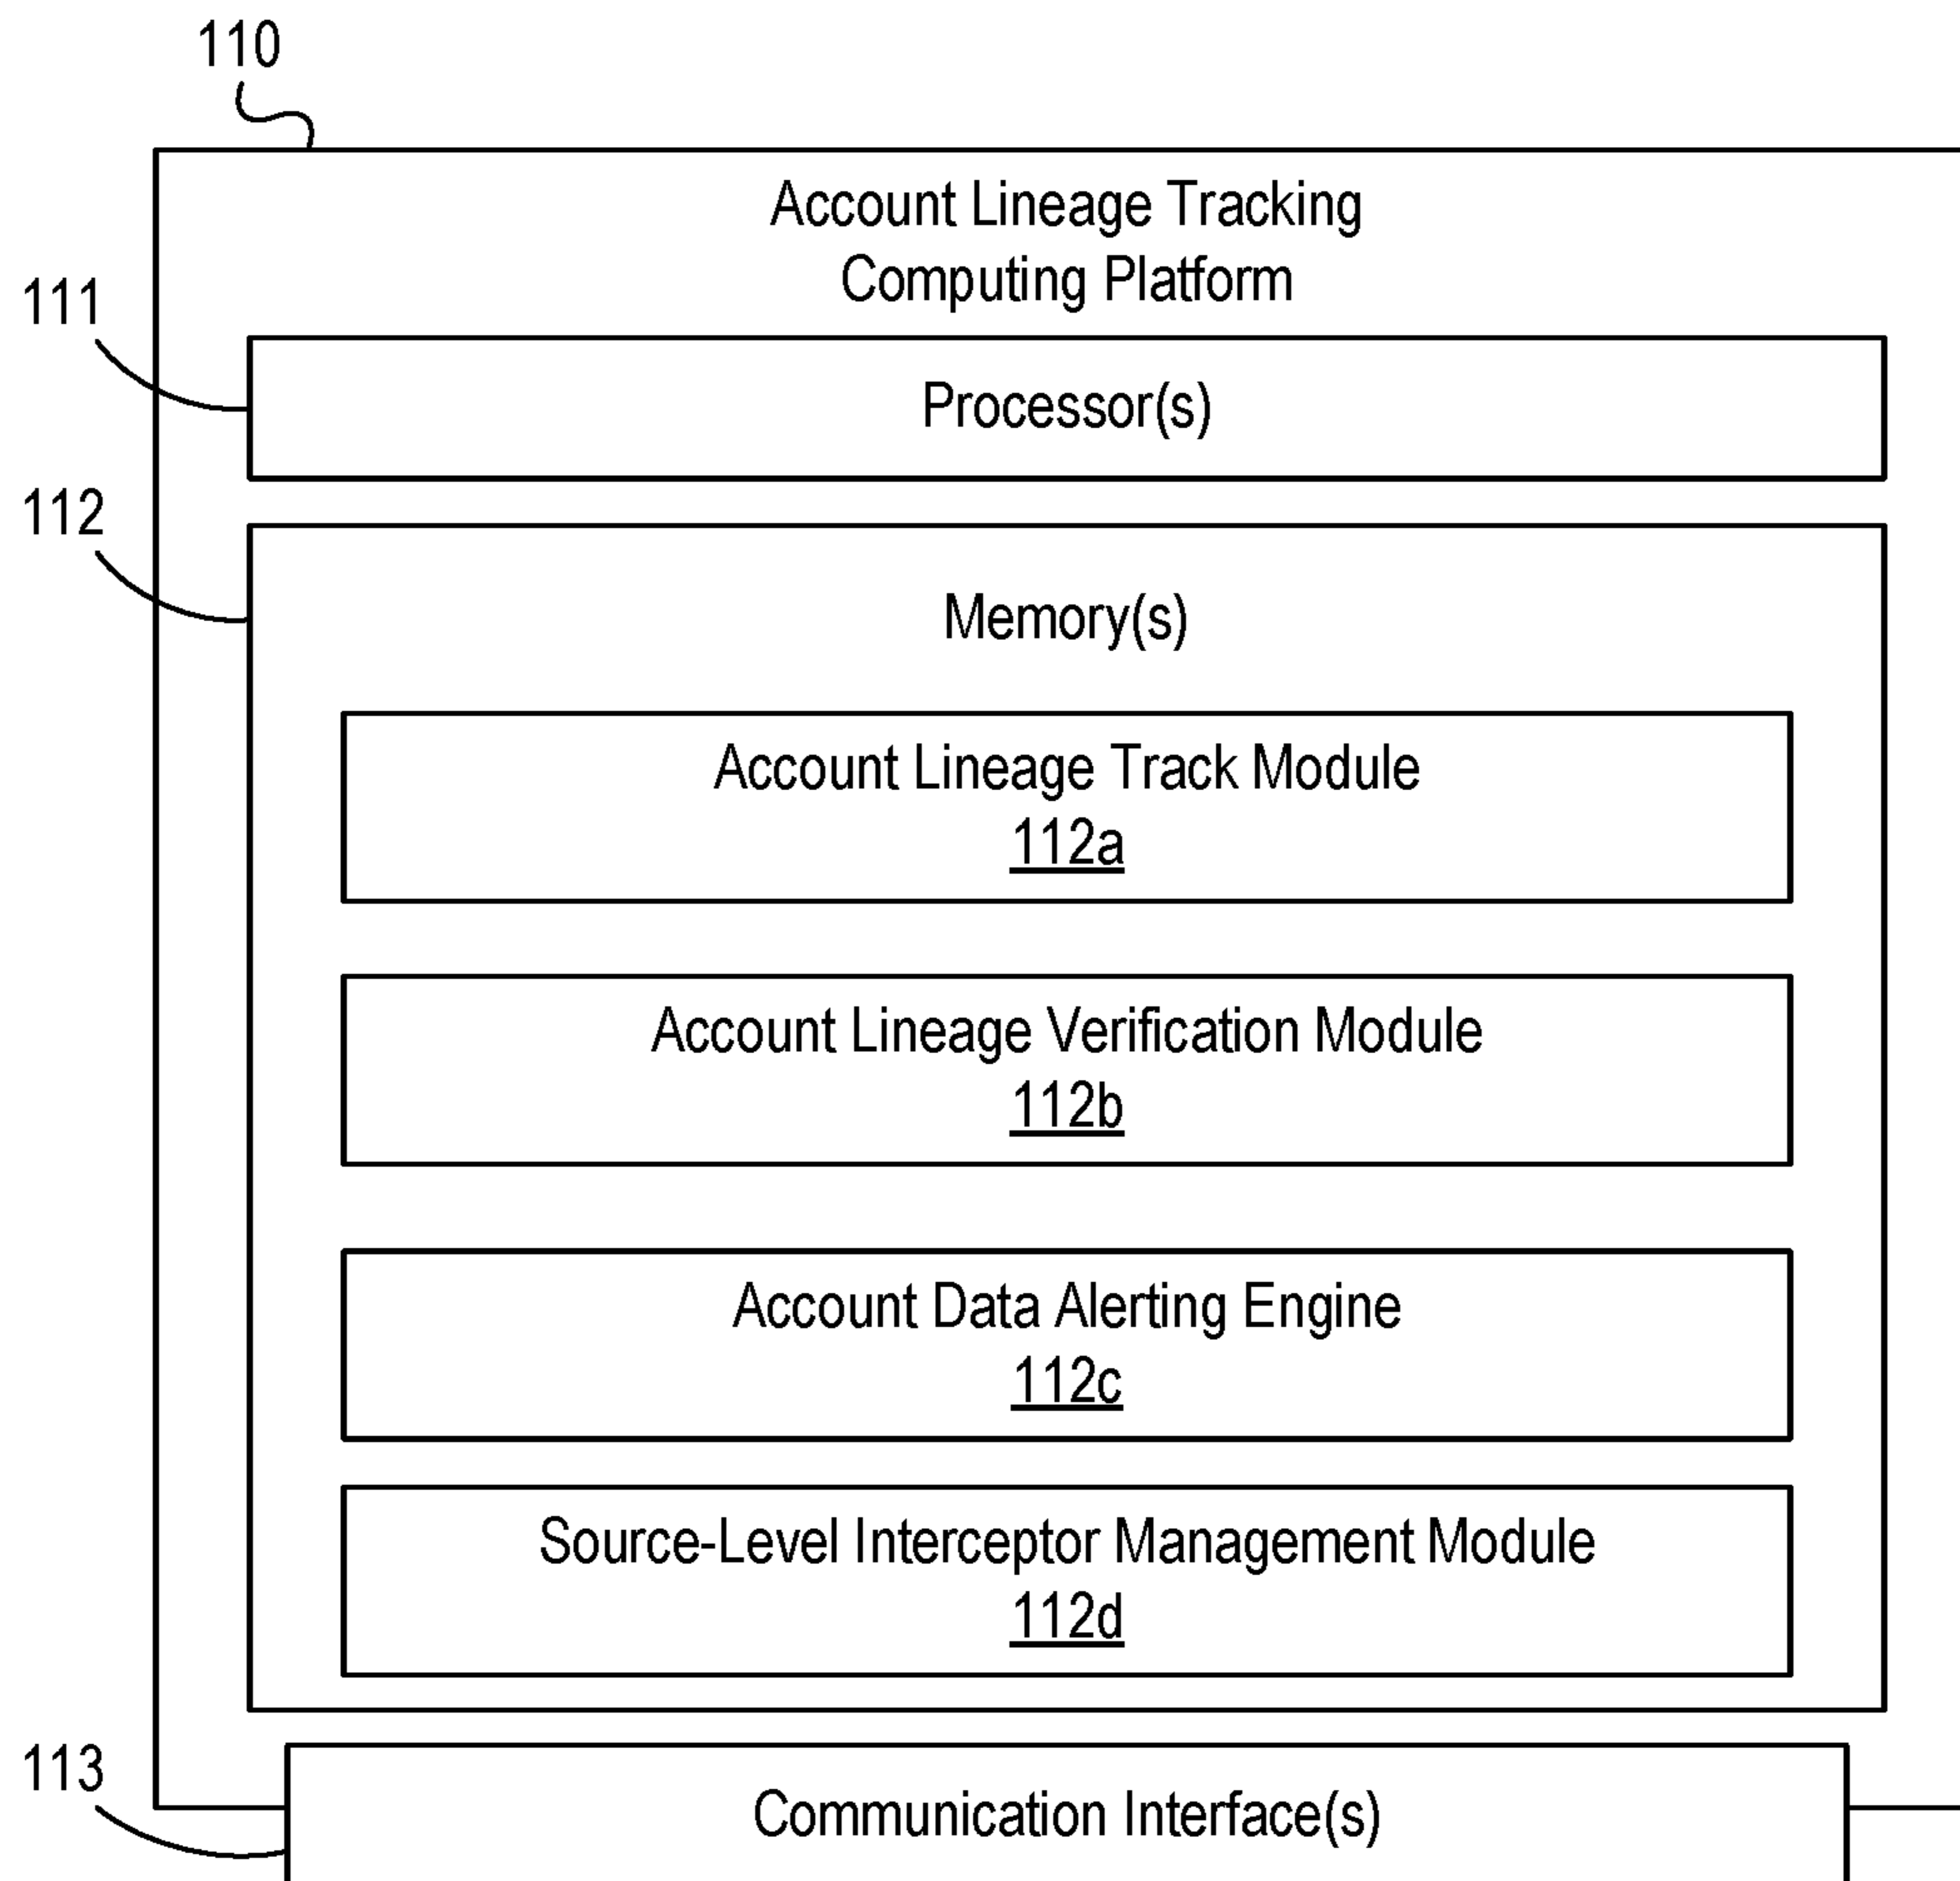 110
Account Lineage Tracking
Computing Platform
111
Processor(s)
112
Memory(s)
Account Lineage Track Module
112a
Account Lineage Verification Module
112b
Account Data Alerting Engine
112c
Source-Level Interceptor Management Module
112d
113
Communication Interface(s)